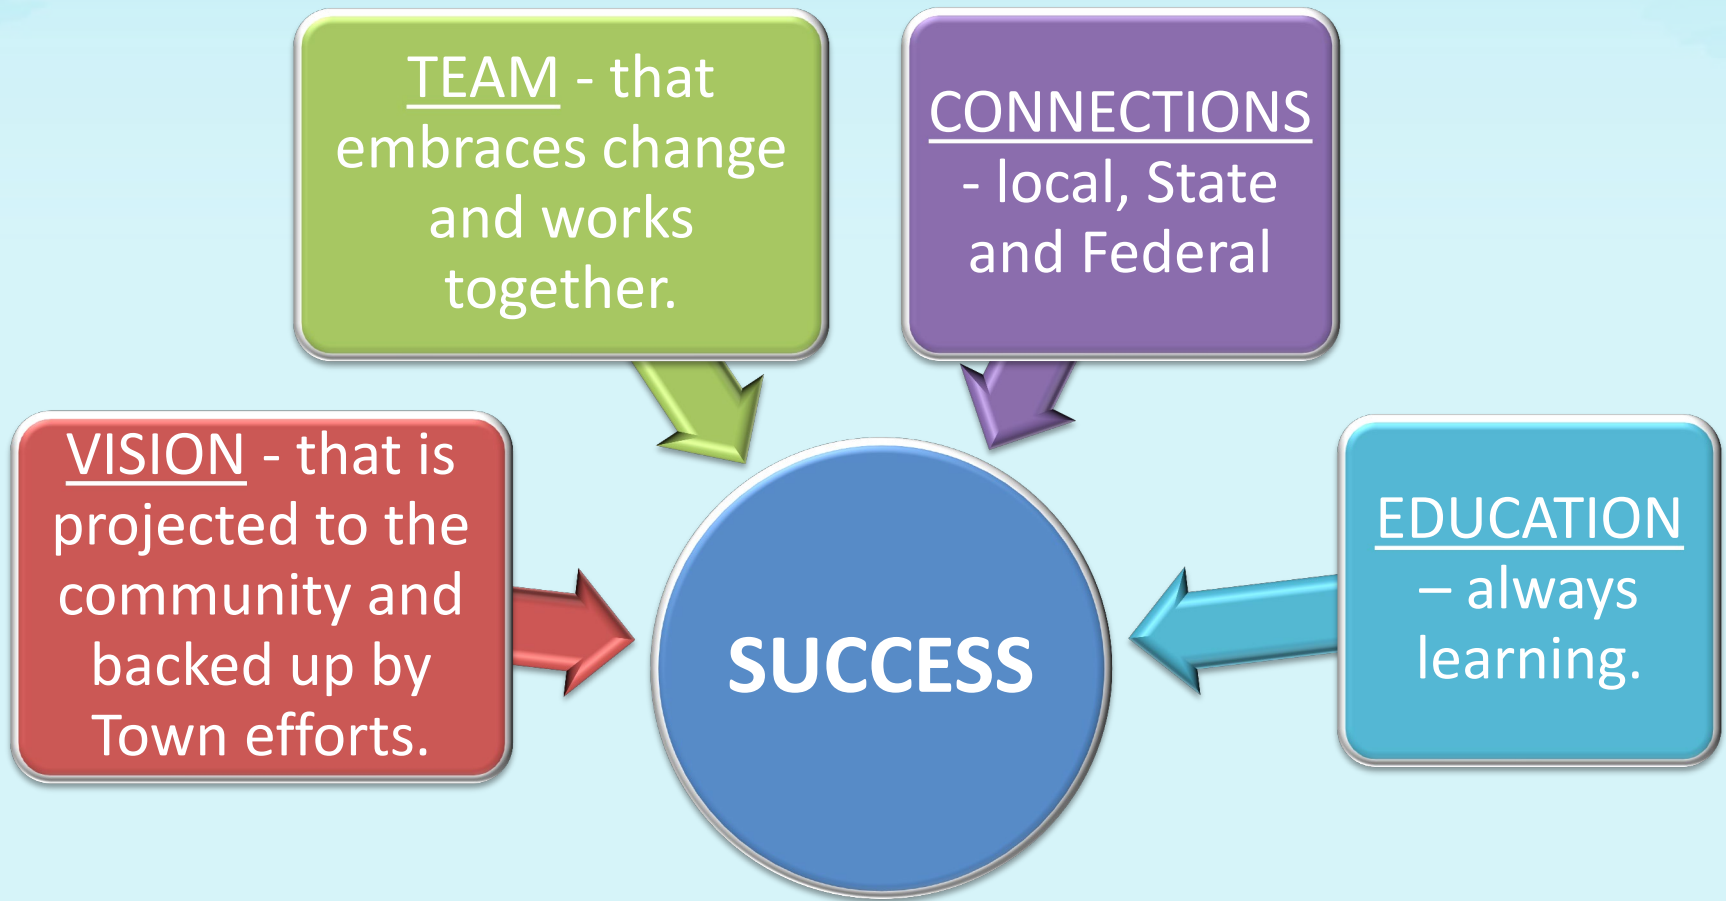 TEAM - that
embraces change
and works
together.
CONNECTIONS
- local, State
and Federal
VISION - that is
projected to the
community and
backed up by
Town efforts.
SUCCESS
EDUCATION
– always
learning.